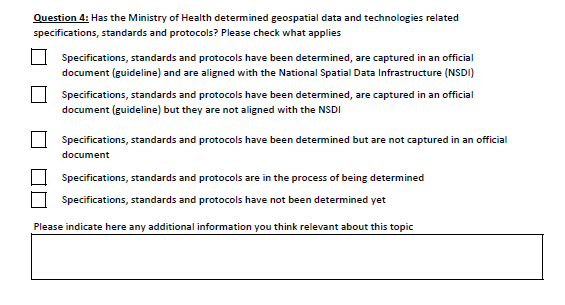 Question 4: Has the Ministry of Health determined geospatial data and technologies related
specifications, standards and protocols? Please check what applies
Specifications, standards and protocols have been determined, are captured in an official
document (guideline) and are aligned with the National Spatial Data Infrastructure (NSDI)
Specifications, standards and protocols have been determined, are captured in an official
document (guideline) but they are not aligned with the NSDI
Specifications, standards and protocols have been determined but are not captured in an official
document
Specifications, standards and protocols are in the process of being determined
Specifications, standards and protocols have not been determined yet
Please indicate here any additional information you think relevant about this topic